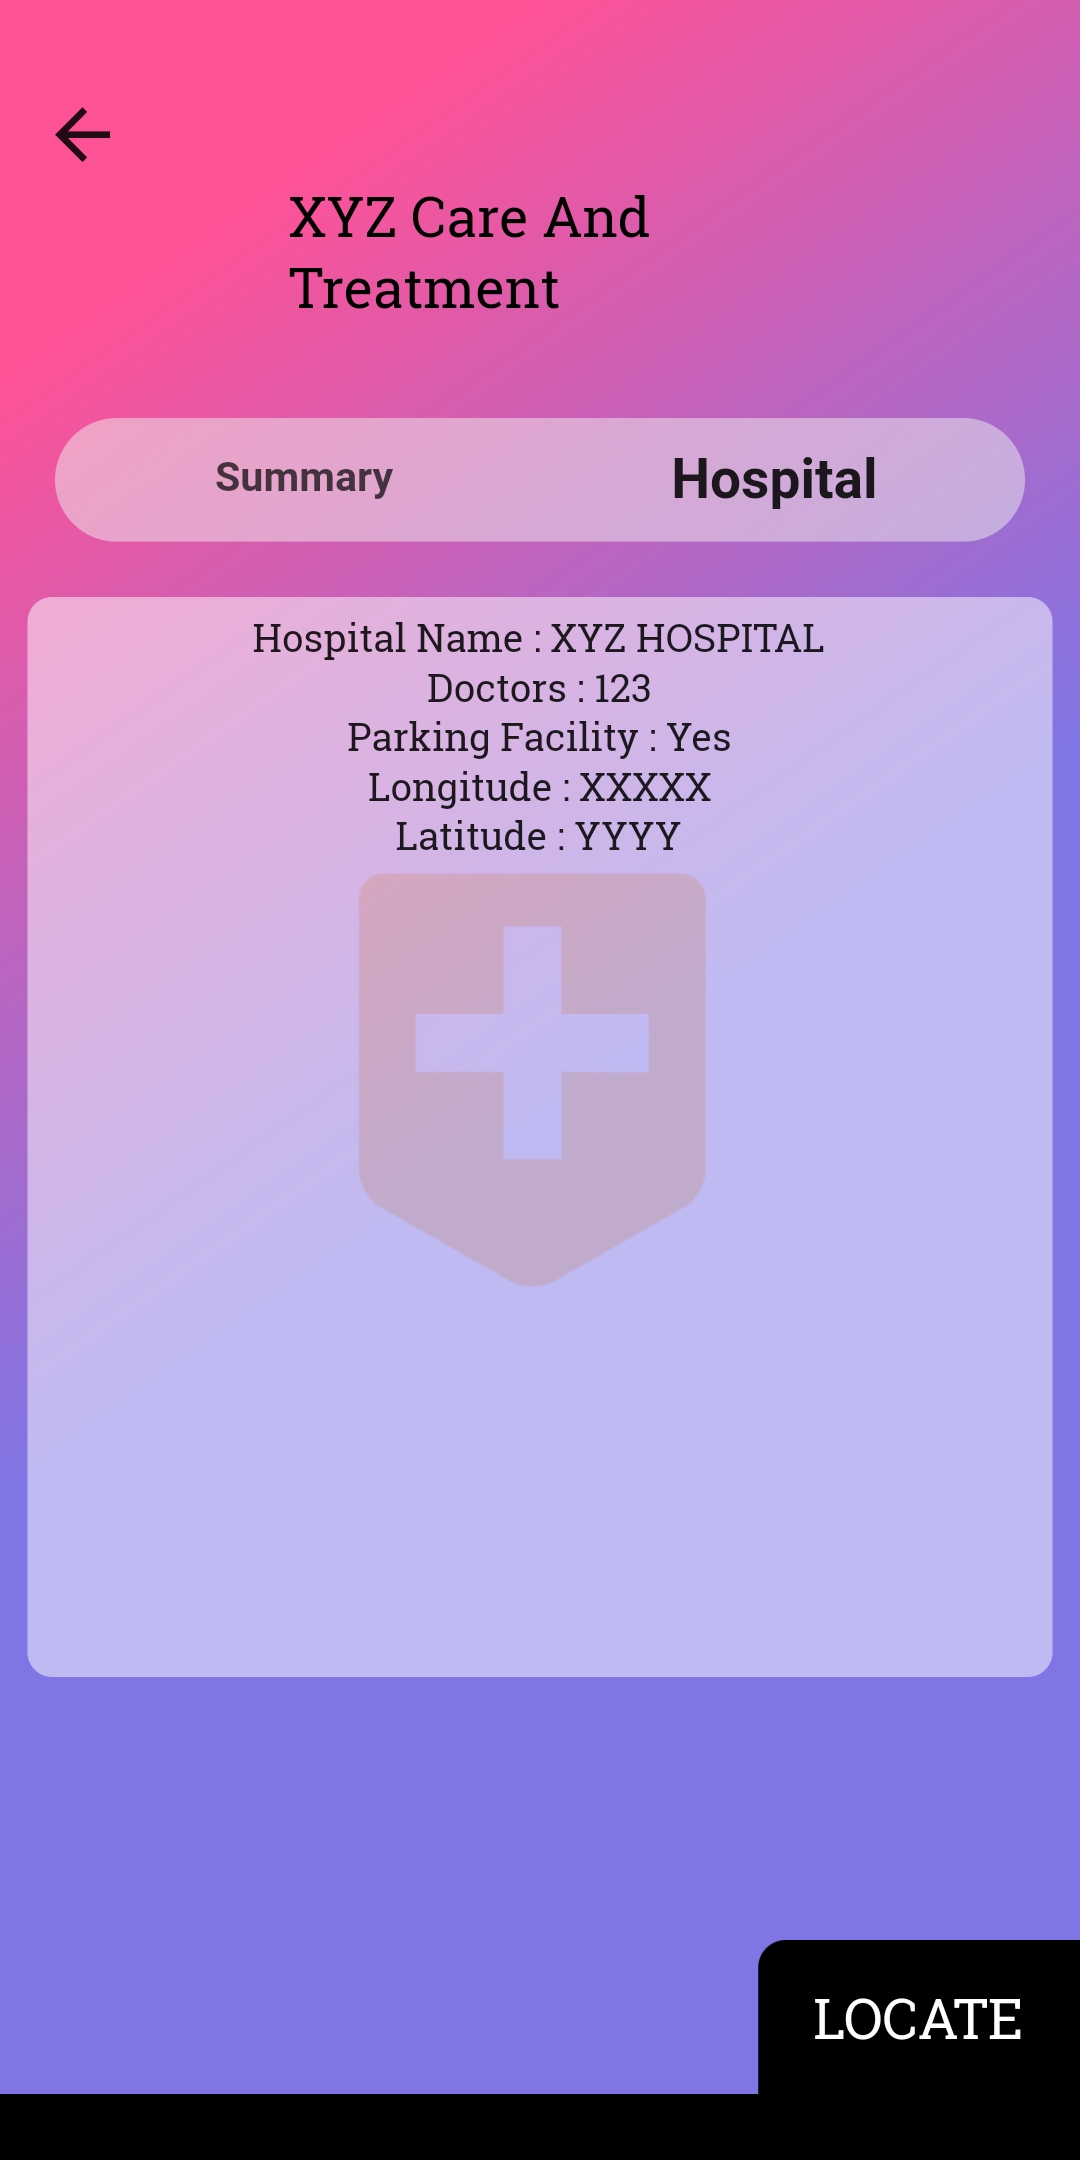 XYZ Care And
Treatment
Summary
Hospital
Hospital Name : XYZ HOSPITAL
Doctors : 123
Parking Facility : Yes
Longitude : XXXXX
Latitude : YYYY
LOCATE